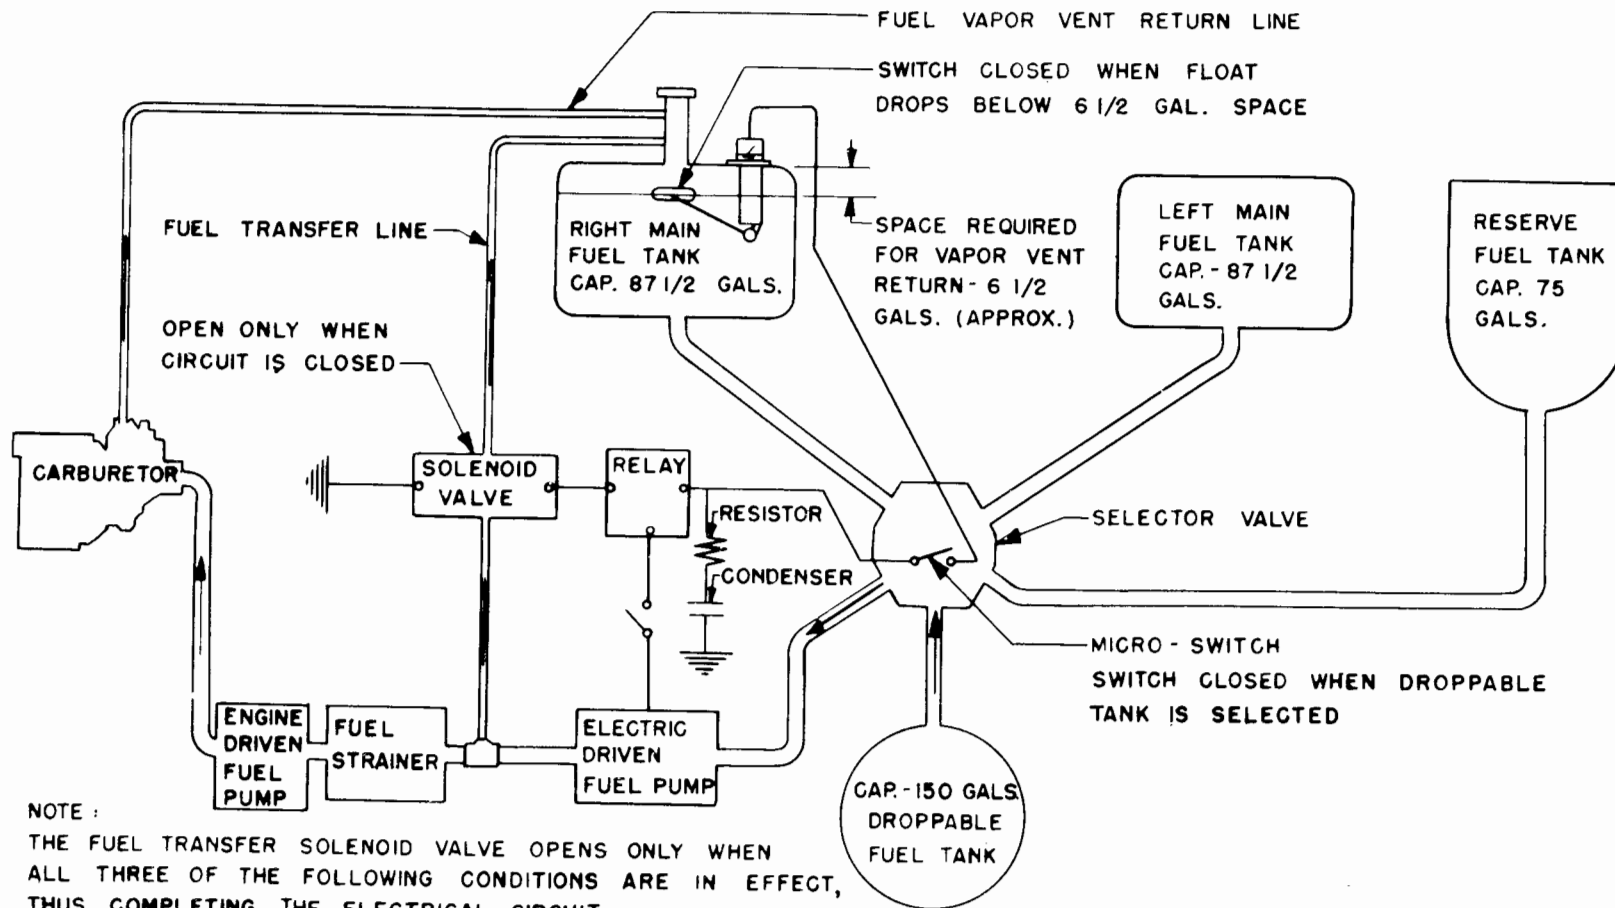 FUEL VAPOR VENT RETURN LINE
SWITCH CLOSED WHEN FLOAT
DROPS BELOW 6 1/2 GAL. SPACE
FUEL TRANSFER LINE
RIGHT MAIN
FUEL TANK
CAP. 87 1/2 GALS.
SPACE REQUIRED
FOR VAPOR VENT
RETURN - 6 1/2
GALS. (APPROX.)
LEFT MAIN
FUEL TANK
CAP. - 87 1/2
GALS.
RESERVE
FUEL TANK
CAP. 75
GALS.
OPEN ONLY WHEN
CIRCUIT IS CLOSED
CARBURETOR
SOLENOID
VALVE
RELAY
RESISTOR
CONDENSER
SELECTOR VALVE
MICRO - SWITCH
SWITCH CLOSED WHEN DROPPABLE
TANK IS SELECTED
ENGINE
DRIVEN
FUEL
PUMP
FUEL
STRAINER
ELECTRIC
DRIVEN
FUEL PUMP
CAP. - 150 GALS.
DROPPABLE
FUEL TANK
NOTE :
THE FUEL TRANSFER SOLENOID VALVE OPENS ONLY WHEN
ALL THREE OF THE FOLLOWING CONDITIONS ARE IN EFFECT,
THUS COMPLETING THE ELECTRICAL CIRCUIT